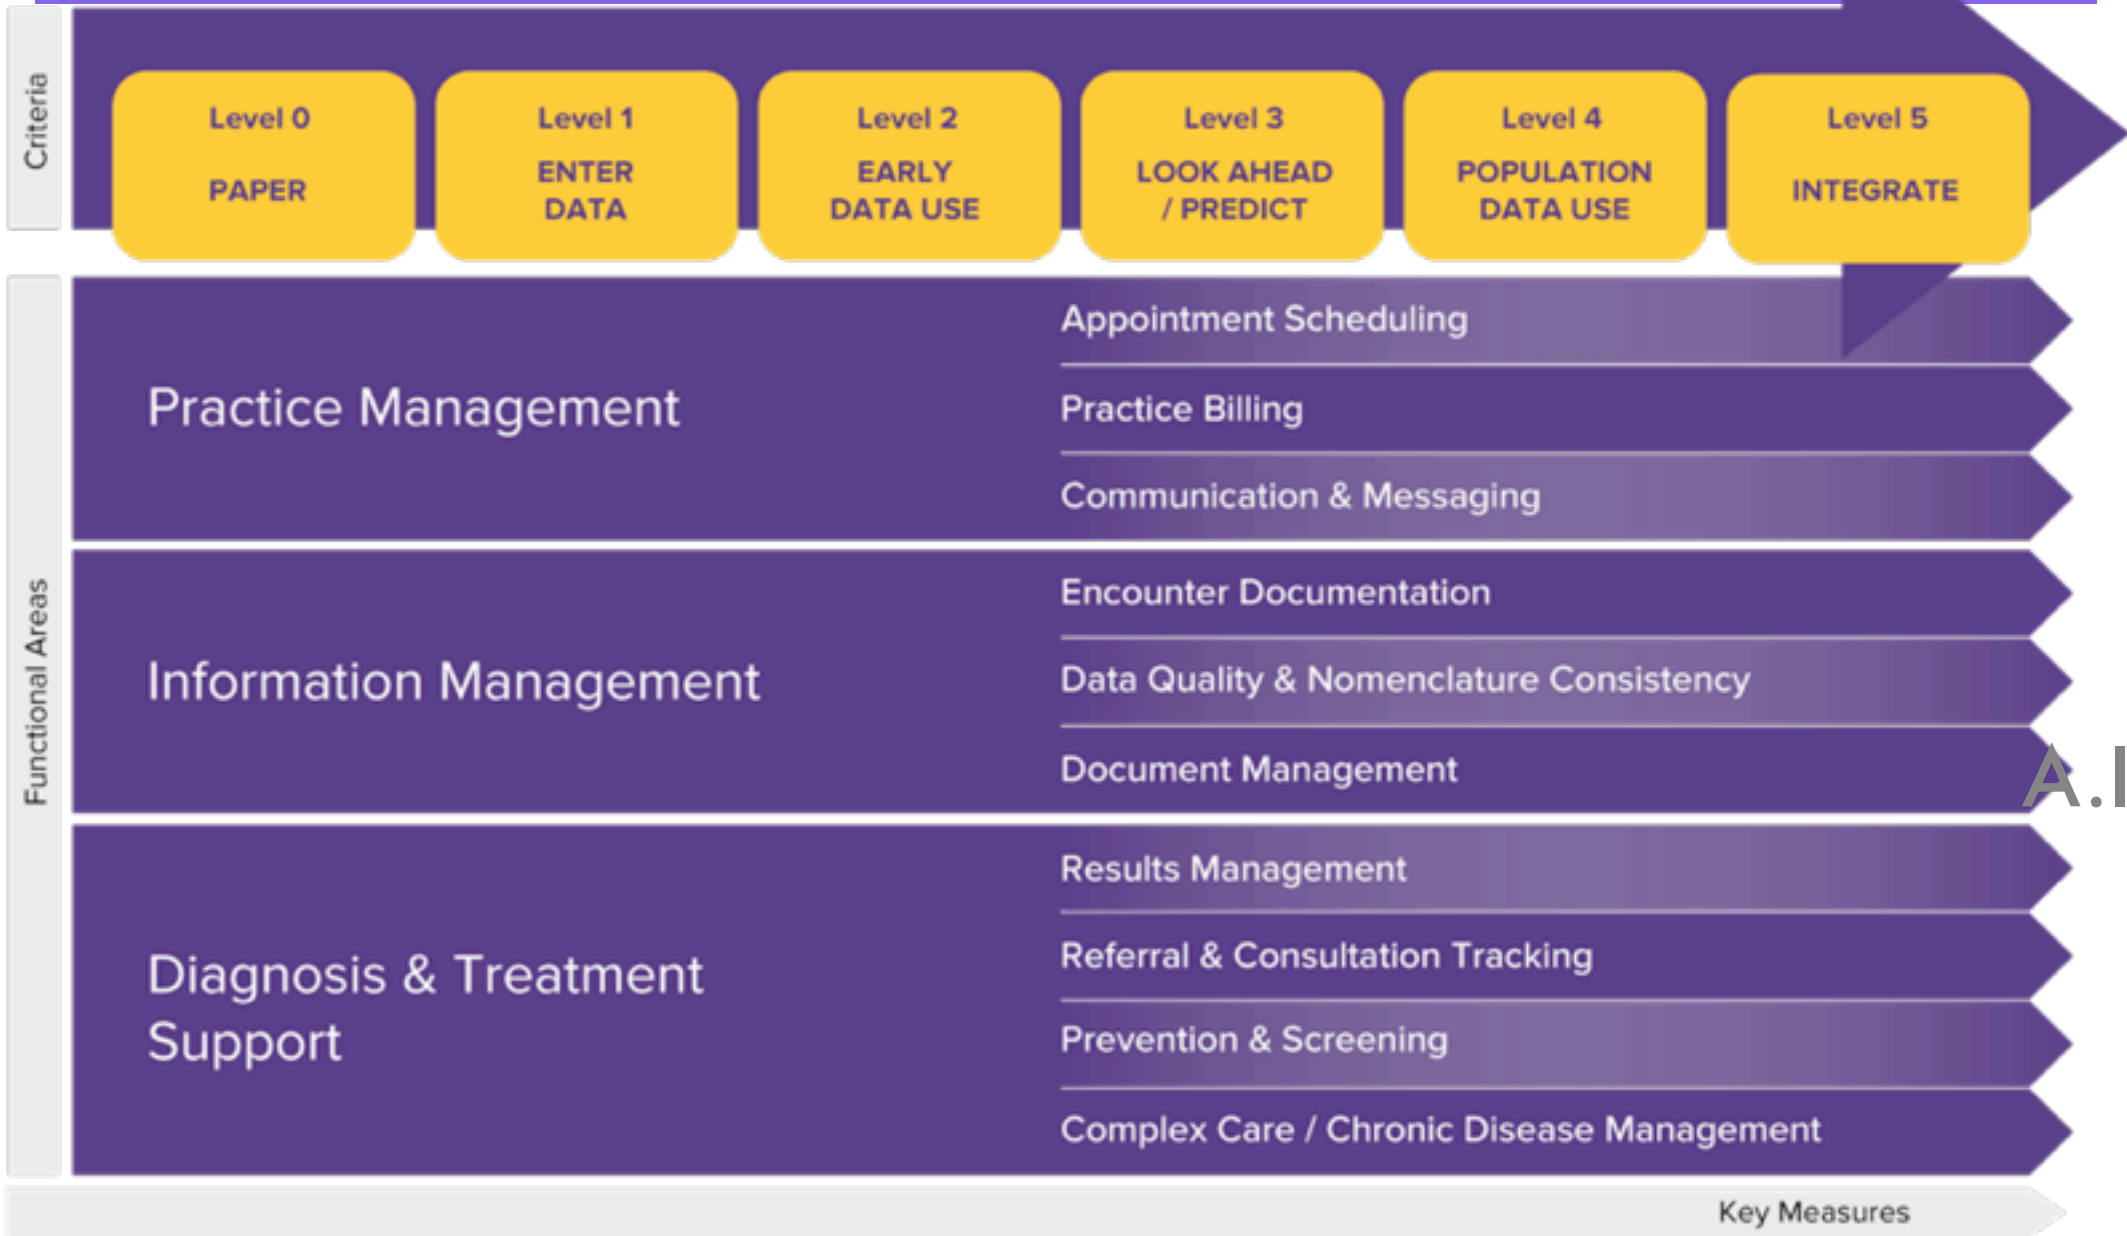 Criteria
Level 0
PAPER
Level 1
ENTER
DATA
Level 2
EARLY
DATA USE
Level 3
LOOK AHEAD
/ PREDICT
Level 4
POPULATION
DATA USE
Level 5
INTEGRATE
Functional Areas
Practice Management
Appointment Scheduling
Practice Billing
Communication & Messaging
Information Management
Encounter Documentation
Data Quality & Nomenclature Consistency
Document Management
A.I
Diagnosis & Treatment
Support
Results Management
Referral & Consultation Tracking
Prevention & Screening
Complex Care / Chronic Disease Management
Key Measures